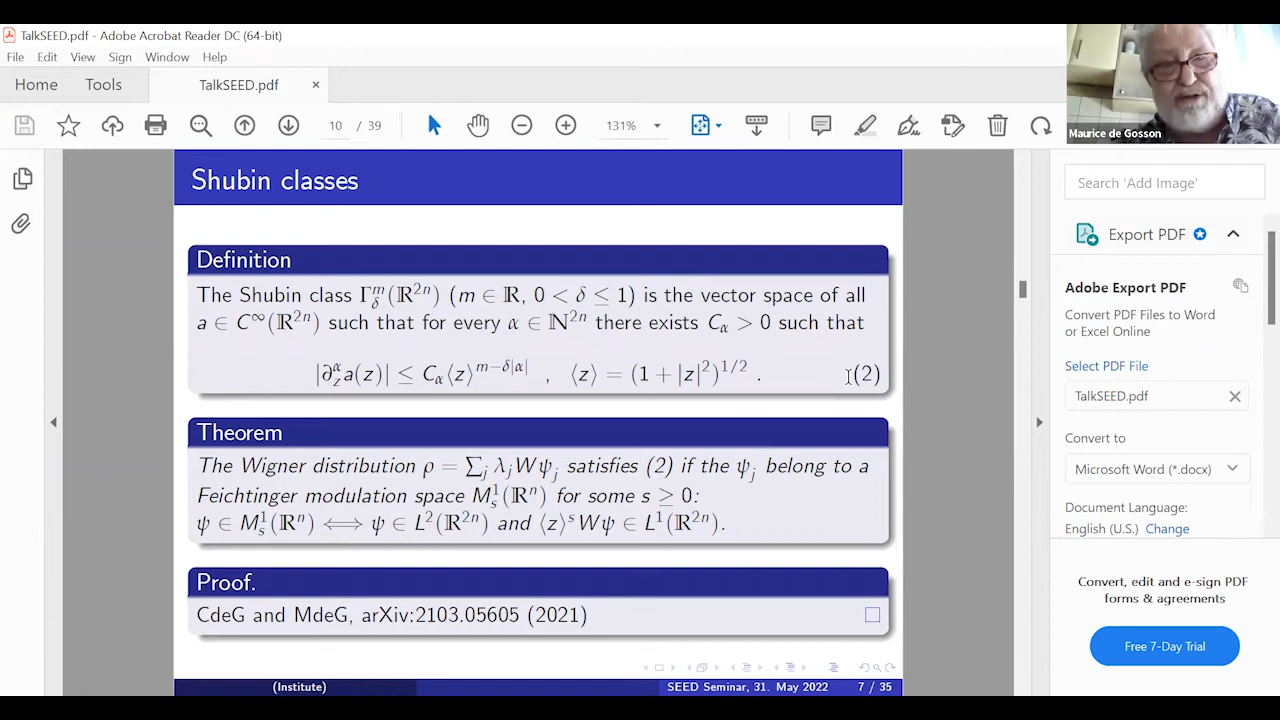 TalkSEED.pdf - Adobe Acrobat Reader DC (64-bit)
File Edit View Sign Window Help
Home Tools TalkSEED.pdf ×
10 / 39 131%
Maurice de Gosson
Shubin classes
Definition
The Shubin class Γ^m_δ(ℝ^{2n}) (m ∈ ℝ, 0 < δ ≤ 1) is the vector space of all
a ∈ C^∞(ℝ^{2n}) such that for every α ∈ ℕ^{2n} there exists C_α > 0 such that
|∂^α_z a(z)| ≤ C_α⟨z⟩^{m−δ|α|} , ⟨z⟩ = (1 + |z|^2)^{1/2} . (2)
Theorem
The Wigner distribution ρ = ∑_j λ_j Wψ_j satisfies (2) if the ψ_j belong to a
Feichtinger modulation space M^1_s(ℝ^n) for some s ≥ 0:
ψ ∈ M^1_s(ℝ^n) ⟺ ψ ∈ L^2(ℝ^{2n}) and ⟨z⟩^s Wψ ∈ L^1(ℝ^{2n}).
Proof.
CdeG and MdeG, arXiv:2103.05605 (2021) □
(Institute) SEED Seminar, 31. May 2022 7 / 35
Search 'Add Image'
Export PDF
Adobe Export PDF
Convert PDF Files to Word
or Excel Online
Select PDF File
TalkSEED.pdf
Convert to
Microsoft Word (*.docx)
Document Language:
English (U.S.) Change
Convert, edit and e-sign PDF
forms & agreements
Free 7-Day Trial